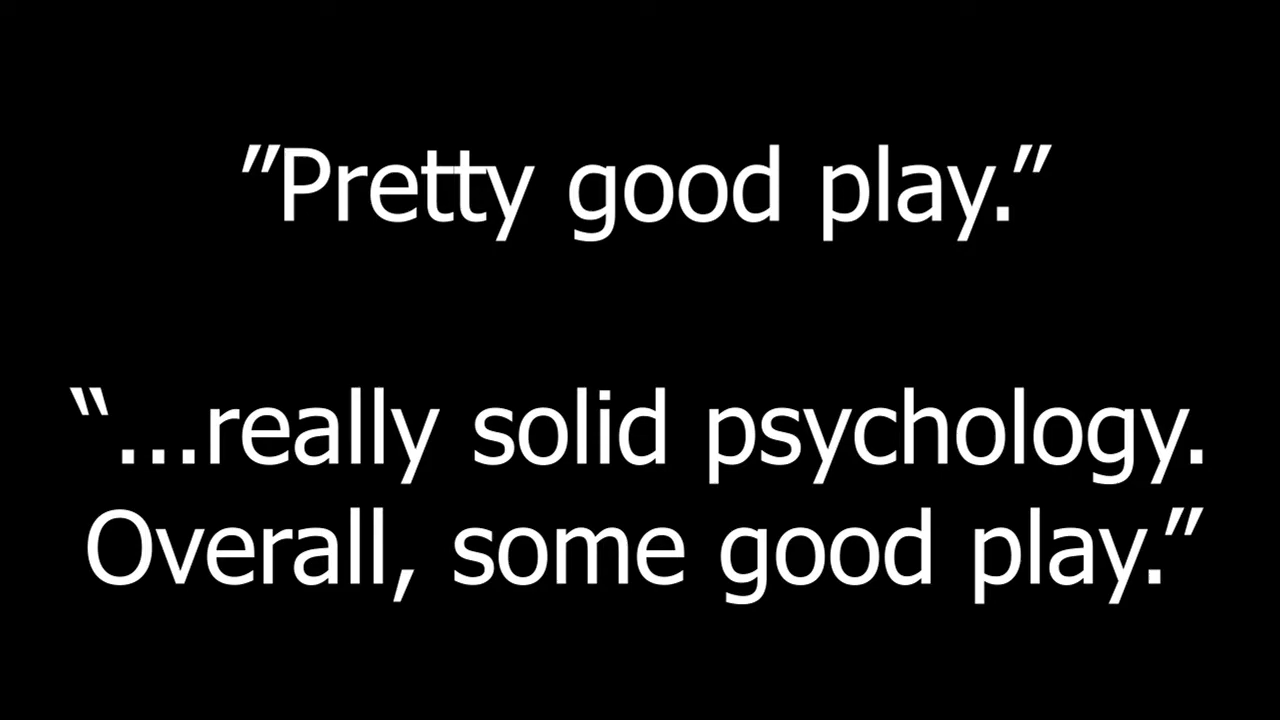 ”Pretty good play.”
“...really solid psychology.
Overall, some good play.”